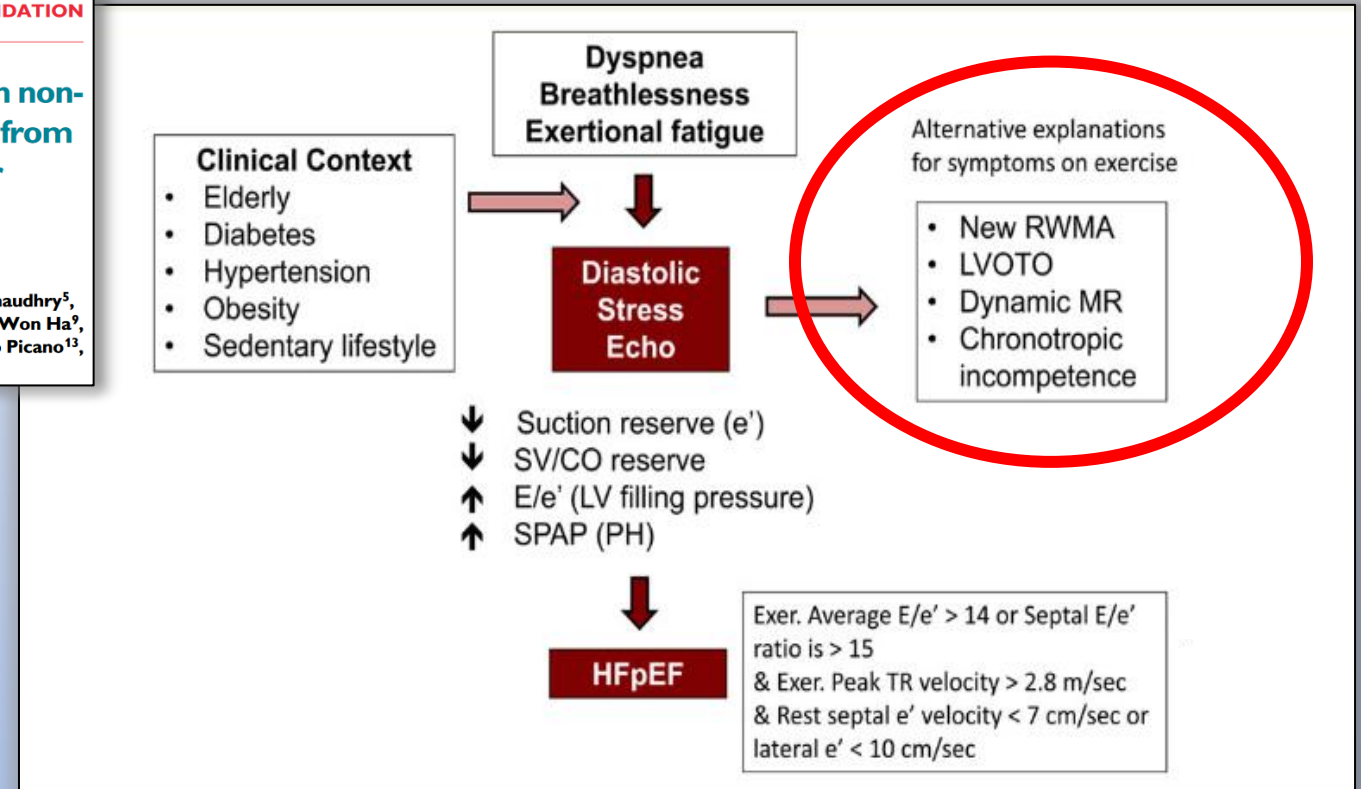 IDATION
n non-
from
haudhry⁵,
Won Ha⁹,
Picano¹³,
Dyspnea
Breathlessness
Exertional fatigue
Clinical Context
• Elderly
• Diabetes
• Hypertension
• Obesity
• Sedentary lifestyle
Diastolic
Stress
Echo
Alternative explanations
for symptoms on exercise
• New RWMA
• LVOTO
• Dynamic MR
• Chronotropic
incompetence
↓ Suction reserve (e’)
↓ SV/CO reserve
↑ E/e’ (LV filling pressure)
↑ SPAP (PH)
HFpEF
Exer. Average E/e’ > 14 or Septal E/e’
ratio is > 15
& Exer. Peak TR velocity > 2.8 m/sec
& Rest septal e’ velocity < 7 cm/sec or
lateral e’ < 10 cm/sec